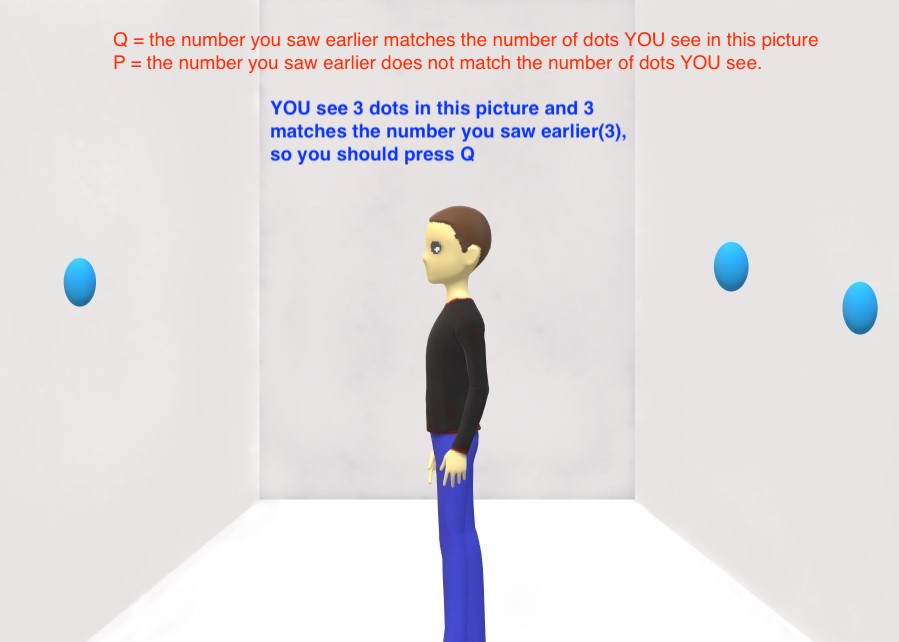 Q = the number you saw earlier matches the number of dots YOU see in this picture
P = the number you saw earlier does not match the number of dots YOU see.
YOU see 3 dots in this picture and 3
matches the number you saw earlier(3),
so you should press Q